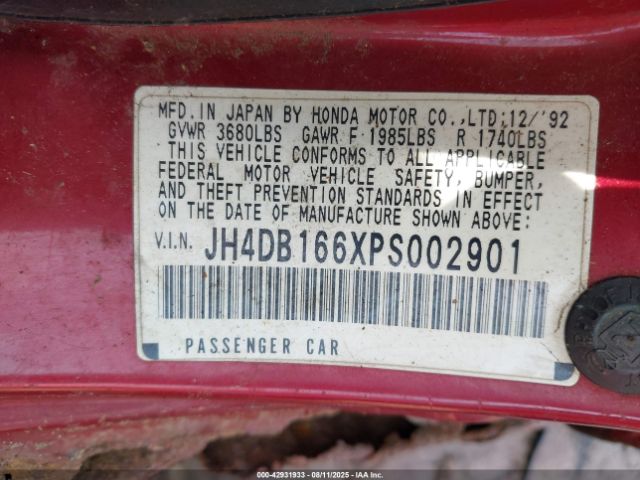 MFD. IN JAPAN BY HONDA MOTOR CO., LTD; 12/'92
GVWR 3680LBS GAWR F 1985LBS R 1740LBS
THIS VEHICLE CONFORMS TO ALL APPLICABLE
FEDERAL MOTOR VEHICLE SAFETY, BUMPER,
AND THEFT PREVENTION STANDARDS IN EFFECT
ON THE DATE OF MANUFACTURE SHOWN ABOVE:
V.I.N. JH4DB166XPS002901
PASSENGER CAR
000-42931933 - 08/11/2025 - IAAI.COM